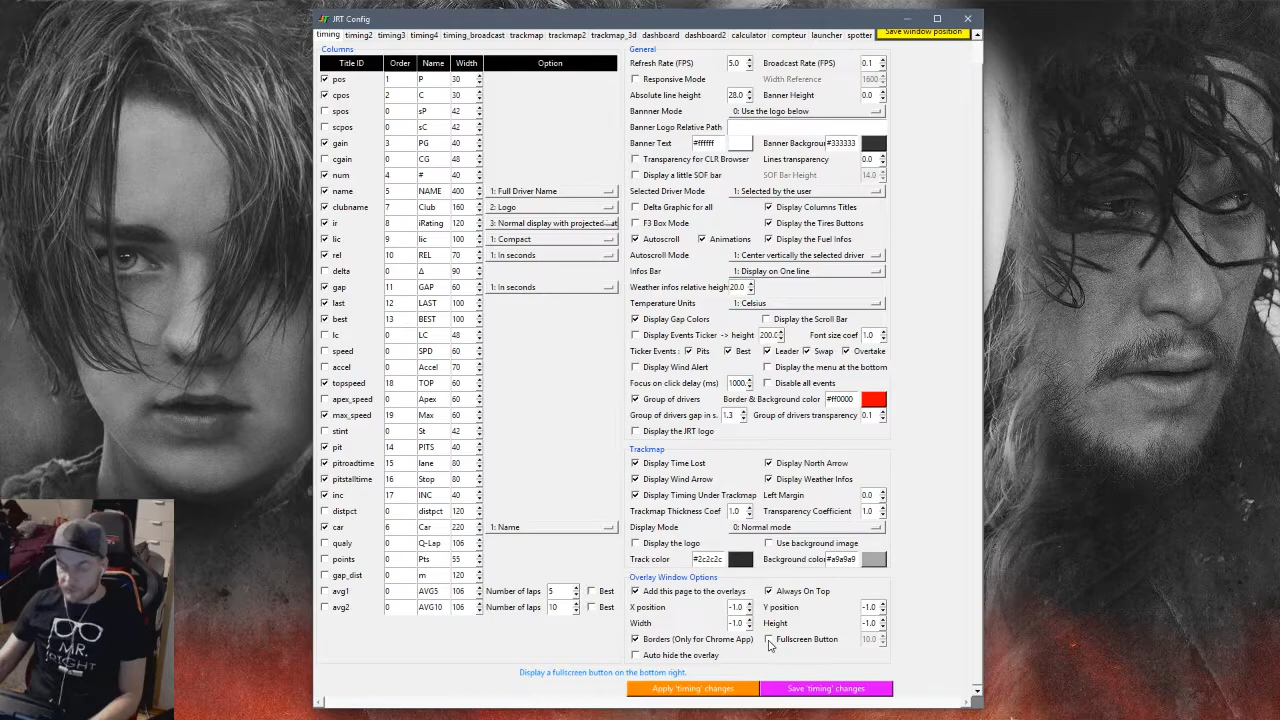 JRT Config
timing timing2 timing3 timing4 timing_broadcast trackmap trackmap2 trackmap_3d dashboard dashboard2 calculator compteur launcher spotter Save window position
Columns
Title ID Order Name Width Option
pos 1 P 30
cpos 2 C 30
spos 0 sP 42
scpos 0 sC 42
gain 3 PG 40
cgain 0 CG 48
num 4 # 40
name 5 NAME 400 1: Full Driver Name
clubname 7 Club 160 2: Logo
ir 8 iRating 120 3: Normal display with projected
lic 9 lic 100 1: Compact
rel 10 REL 70 1: In seconds
delta 0 Δ 90
gap 11 GAP 60 1: In seconds
last 12 LAST 100
best 13 BEST 100
lc 0 LC 48
speed 0 SPD 60
accel 0 Accel 70
topspeed 18 TOP 60
apex_speed 0 Apex 60
max_speed 19 Max 60
stint 0 St 42
pit 14 PITS 40
pitroadtime 15 lane 80
pitstalltime 16 Stop 80
inc 17 INC 40
distpct 0 distpct 120
car 6 Car 220 1: Name
qualy 0 Q-Lap 106
points 0 Pts 55
gap_dist 0 m 120
avg1 0 AVG5 106 Number of laps 5 Best
avg2 0 AVG10 106 Number of laps 10 Best
General
Refresh Rate (FPS) 5.0 Broadcast Rate (FPS) 0.1
Responsive Mode Width Reference 1600
Absolute line height 28.0 Banner Height 0.0
Bannner Mode 0: Use the logo below
Banner Logo Relative Path
Banner Text #ffffff Banner Backgrou #333333
Transparency for CLR Browser Lines transparency 0.0
Display a little SOF bar SOF Bar Height 14.0
Selected Driver Mode 1: Selected by the user
Delta Graphic for all Display Columns Titles
F3 Box Mode Display the Tires Buttons
Autoscroll Animations Display the Fuel Infos
Autoscroll Mode 1: Center vertically the selected driver
Infos Bar 1: Display on One line
Weather infos relative heigh 20.0
Temperature Units 1: Celsius
Display Gap Colors Display the Scroll Bar
Display Events Ticker -> height 200.0 Font size coef 1.0
Ticker Events : Pits Best Leader Swap Overtake
Display Wind Alert Display the menu at the bottom
Focus on click delay (ms) 1000. Disable all events
Group of drivers Border & Background color #ff0000
Group of drivers gap in s. 1.3 Group of drivers transparency 0.1
Display the JRT logo
Trackmap
Display Time Lost Display North Arrow
Display Wind Arrow Display Weather Infos
Display Timing Under Trackmap Left Margin 0.0
Trackmap Thickness Coef 1.0 Transparency Coefficient 1.0
Display Mode 0: Normal mode
Display the logo Use background image
Track color #2c2c2c Background color #a9a9a9
Overlay Window Options
Add this page to the overlays Always On Top
X position -1.0 Y position -1.0
Width -1.0 Height -1.0
Borders (Only for Chrome App) Fullscreen Button 10.0
Auto hide the overlay
Display a fullscreen button on the bottom right.
Apply 'timing' changes Save 'timing' changes
MR.